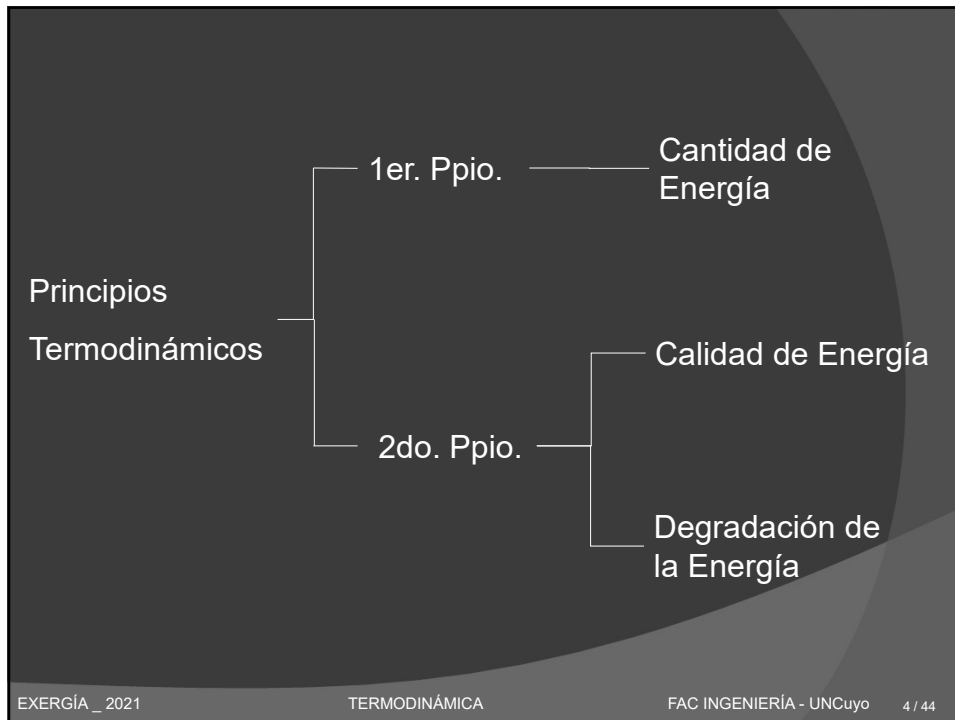 1er. Ppio.
Cantidad de
Energía
Principios
Termodinámicos
Calidad de Energía
2do. Ppio.
Degradación de
la Energía
EXERGÍA _ 2021
TERMODINÁMICA
FAC INGENIERÍA - UNCuyo
4 / 44